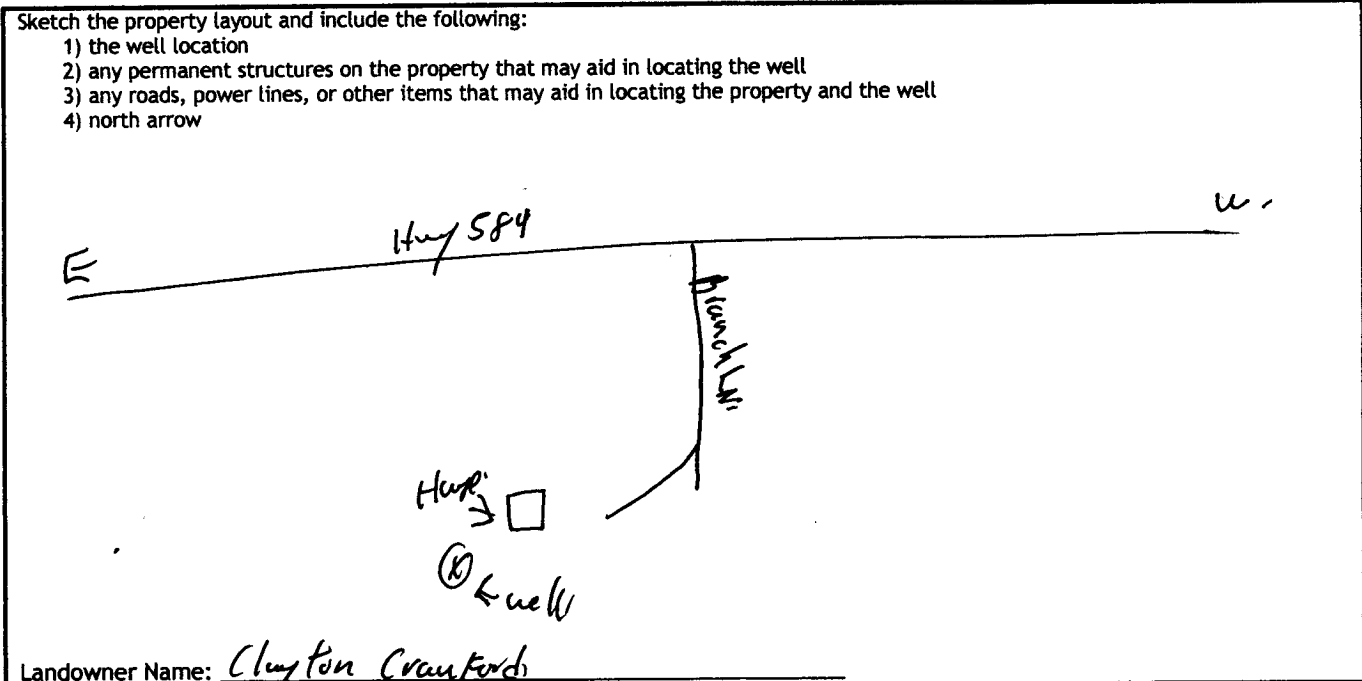 Sketch the property layout and include the following:
1) the well location
2) any permanent structures on the property that may aid in locating the well
3) any roads, power lines, or other items that may aid in locating the property and the well
4) north arrow
W.
Hwy 584
E
Branch LN.
House
well
Landowner Name: Clayton Crawford